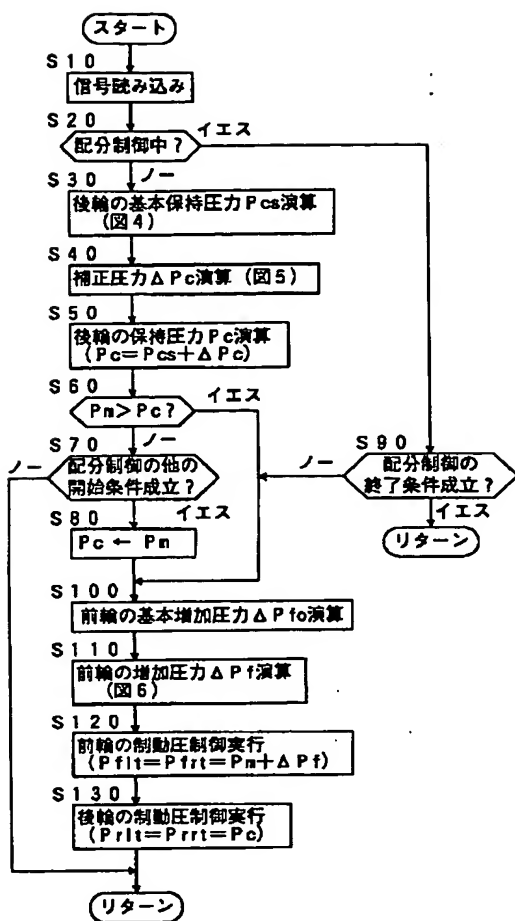 スタート
S10
信号読み込み
S20
配分制御中？
イエス
ノー
S30
後輪の基本保持圧力Pcs演算
（図4）
S40
補正圧力ΔPc演算（図5）
S50
後輪の保持圧力Pc演算
（Pc＝Pcs＋ΔPc）
S60
Pm＞Pc？
イエス
ノー
S70
ノー
配分制御の他の
開始条件成立？
イエス
S80
Pc ← Pm
S90
ノー
配分制御の
終了条件成立？
イエス
リターン
S100
前輪の基本増加圧力ΔPfo演算
S110
前輪の増加圧力ΔPf演算
（図6）
S120
前輪の制動圧制御実行
（Pflt＝Pfrt＝Pm＋ΔPf）
S130
後輪の制動圧制御実行
（Prlt＝Prrt＝Pc）
リターン